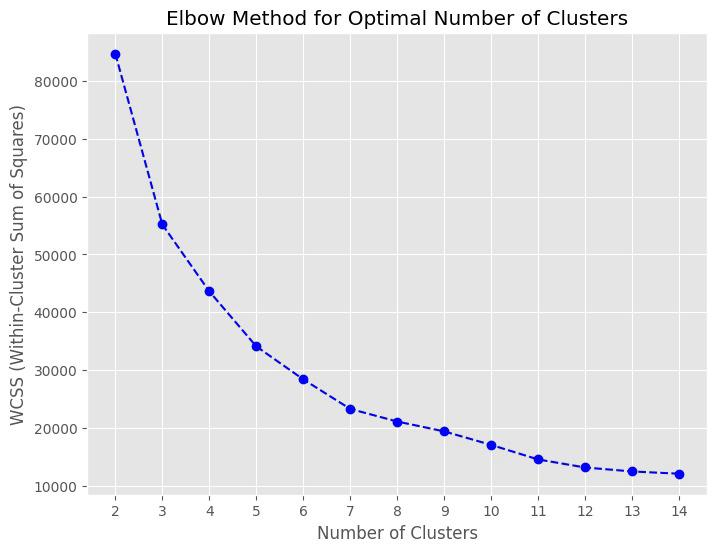 Elbow Method for Optimal Number of Clusters
80000
70000
60000
50000
40000
30000
20000
10000
WCSS (Within-Cluster Sum of Squares)
2 3 4 5 6 7 8 9 10 11 12 13 14
Number of Clusters